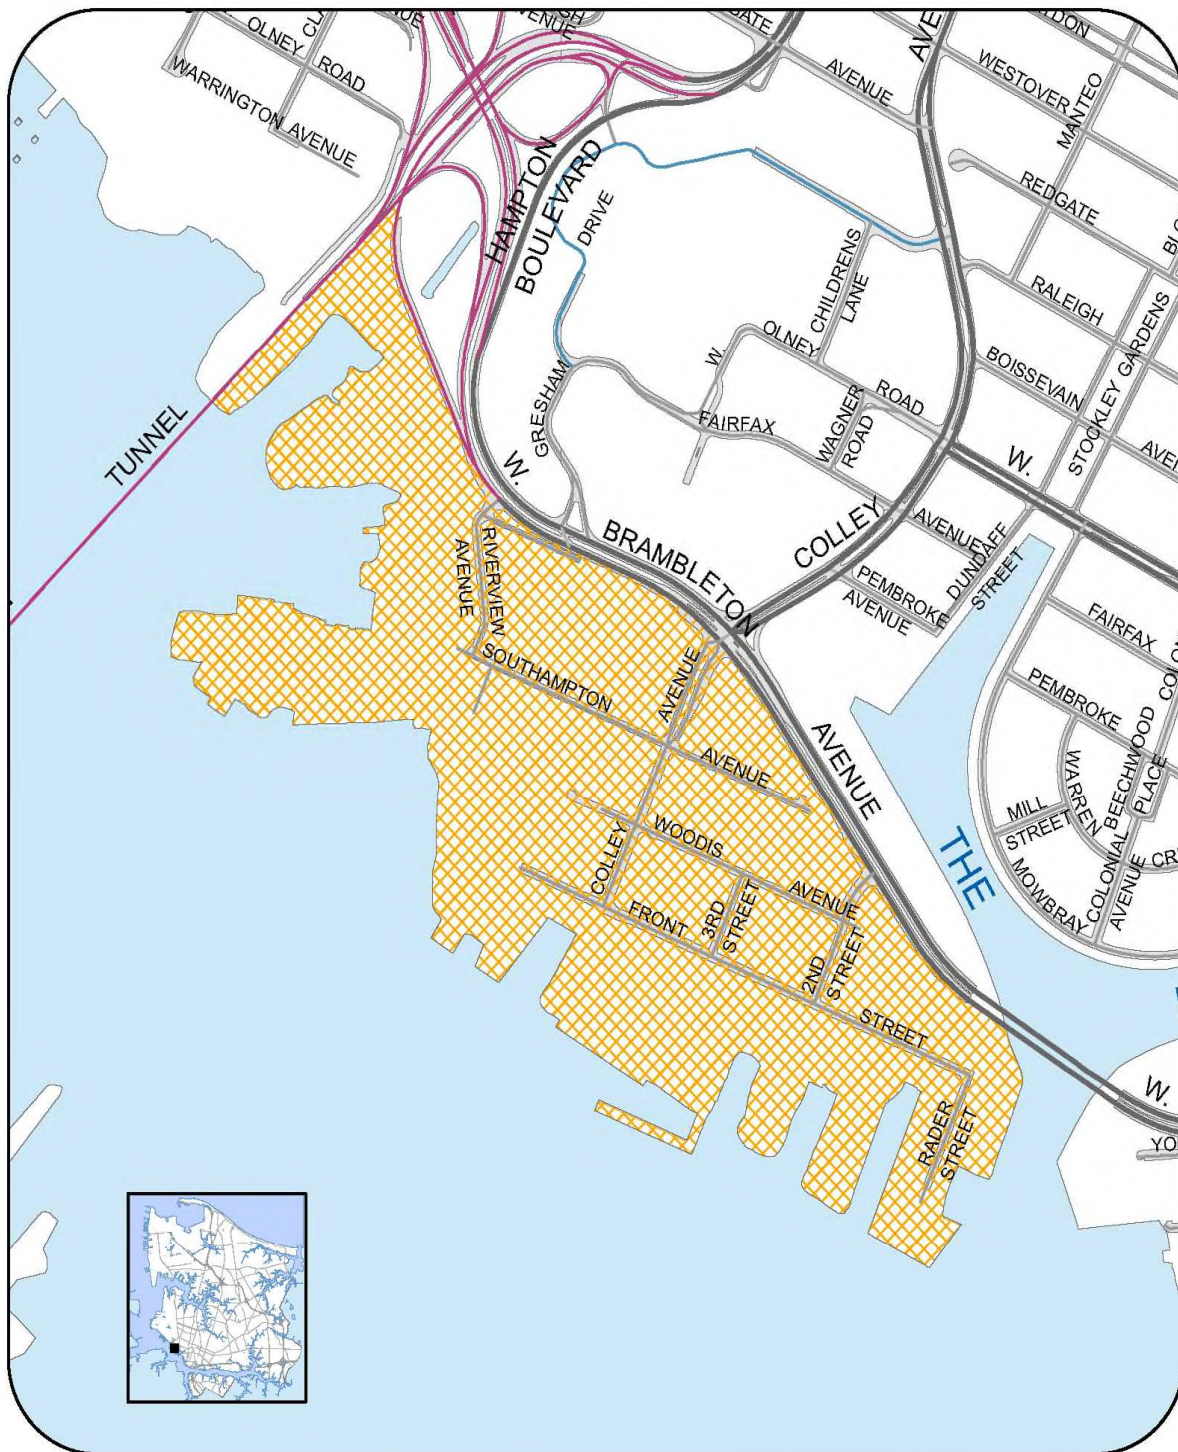 OLNEY
ROAD
WARRINGTON AVENUE
AVENUE
AVENUE
WESTOVER
MANTEO
REDGATE
RALEIGH
BOISSEVAIN
STOCKLEY GARDENS
HAMPTON
BOULEVARD
DRIVE
GRESHAM
CHILDRENS
LANE
W.
OLNEY
ROAD
FAIRFAX
WAGNER
ROAD
AVENUE
W.
COLLEY
DUNDAFF
STREET
PEMBROKE
AVENUE
TUNNEL
W.
BRAMBLETON
AVENUE
RIVERVIEW
AVENUE
SOUTHAMPTON
AVENUE
AVENUE
COLLEY
WOODIS
AVENUE
FRONT
3RD
STREET
2ND
STREET
STREET
RADER
STREET
THE
FAIRFAX
PEMBROKE
WARREN
BEECHWOOD
PLACE
MILL
STREET
MOWBRAY
COLONIAL
AVENUE
W.